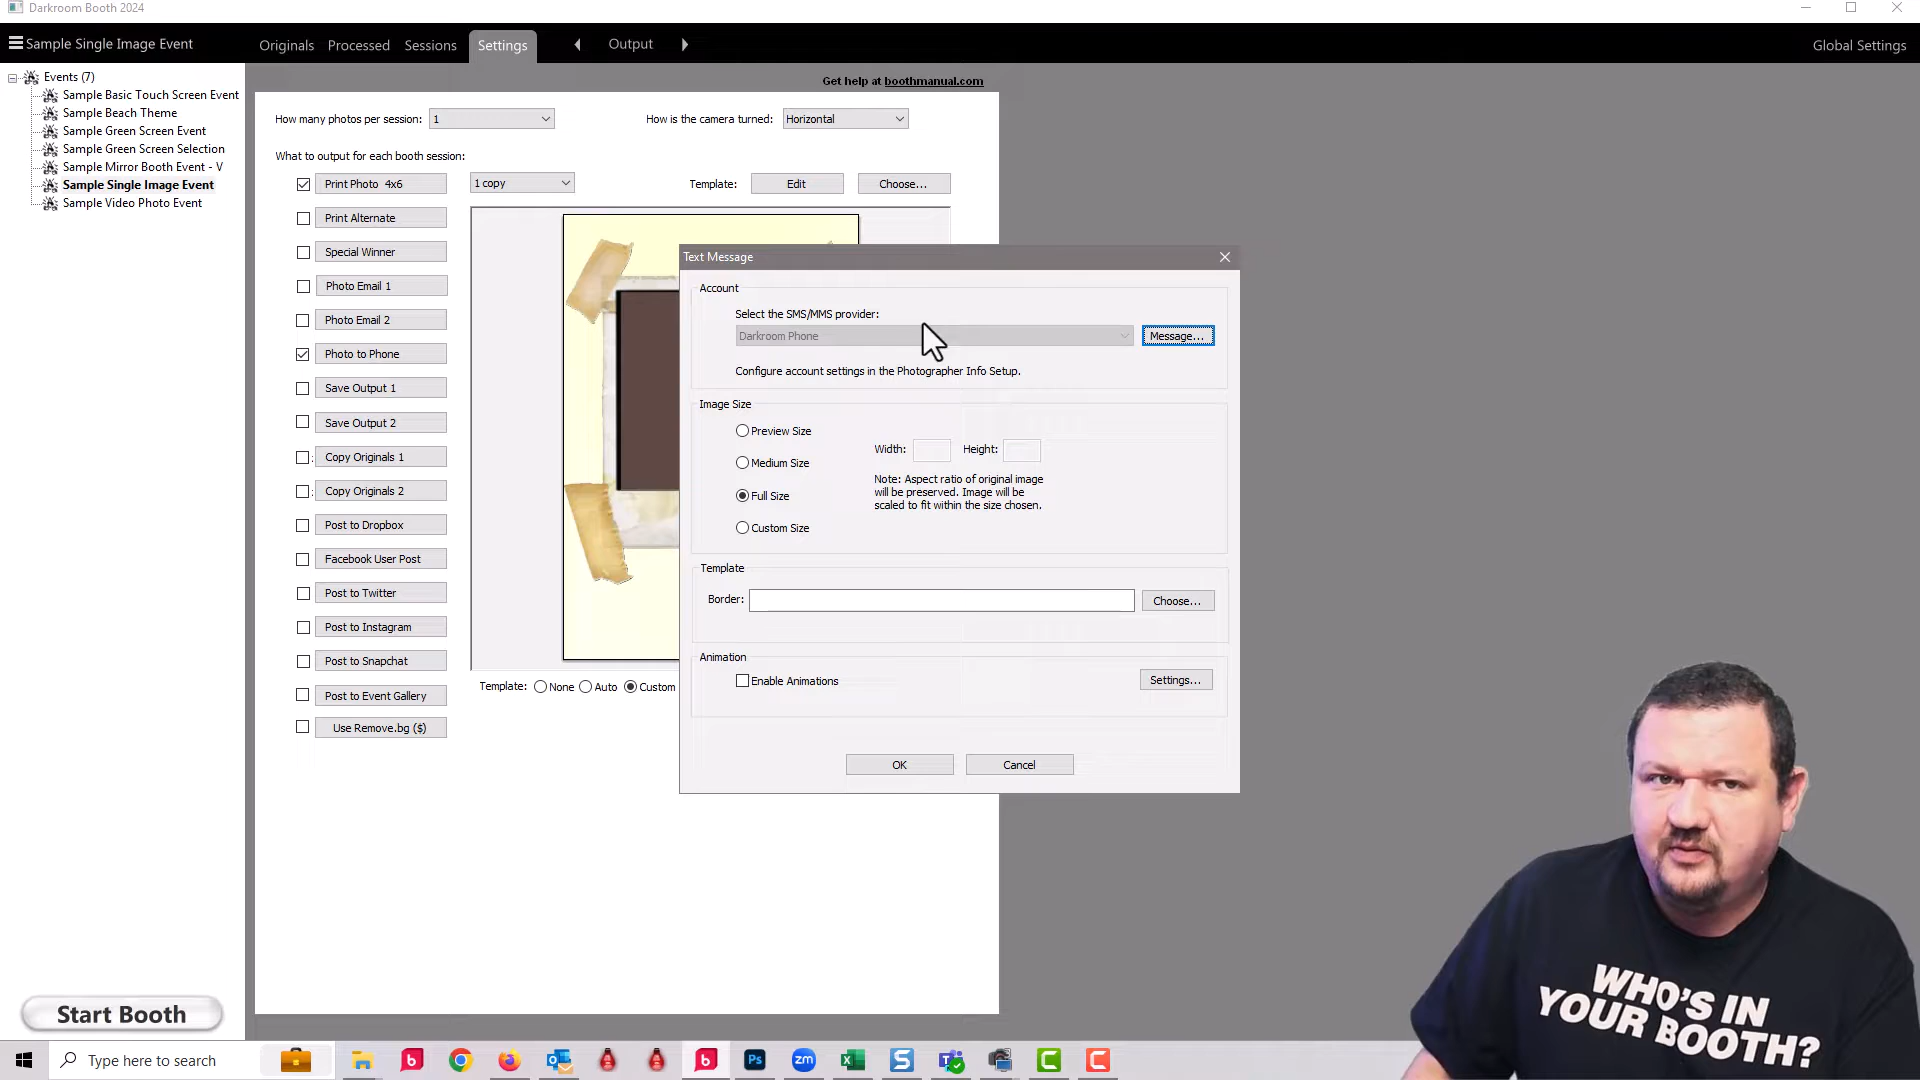 Darkroom Booth 2024
Sample Single Image Event
Originals
Processed
Sessions
Settings
Output
Global Settings
Events (7)
Sample Basic Touch Screen Event
Sample Beach Theme
Sample Green Screen Event
Sample Green Screen Selection
Sample Mirror Booth Event - V
Sample Single Image Event
Sample Video Photo Event
Get help at boothmanual.com
How many photos per session: 1
How is the camera turned: Horizontal
What to output for each booth session:
Print Photo 4x6
1 copy
Template:
Edit
Choose...
Print Alternate
Special Winner
Photo Email 1
Photo Email 2
Photo to Phone
Save Output 1
Save Output 2
Copy Originals 1
Copy Originals 2
Post to Dropbox
Facebook User Post
Post to Twitter
Post to Instagram
Post to Snapchat
Post to Event Gallery
Use Remove.bg ($)
Template: None Auto Custom
Text Message
Account
Select the SMS/MMS provider:
Darkroom Phone
Message...
Configure account settings in the Photographer Info Setup.
Image Size
Preview Size
Medium Size
Full Size
Custom Size
Width:
Height:
Note: Aspect ratio of original image
will be preserved. Image will be
scaled to fit within the size chosen.
Template
Border:
Choose...
Animation
Enable Animations
Settings...
OK
Cancel
Start Booth
WHO'S IN
YOUR BOOTH?
Type here to search
b
b
Ps
zm
X
S
T
C
C